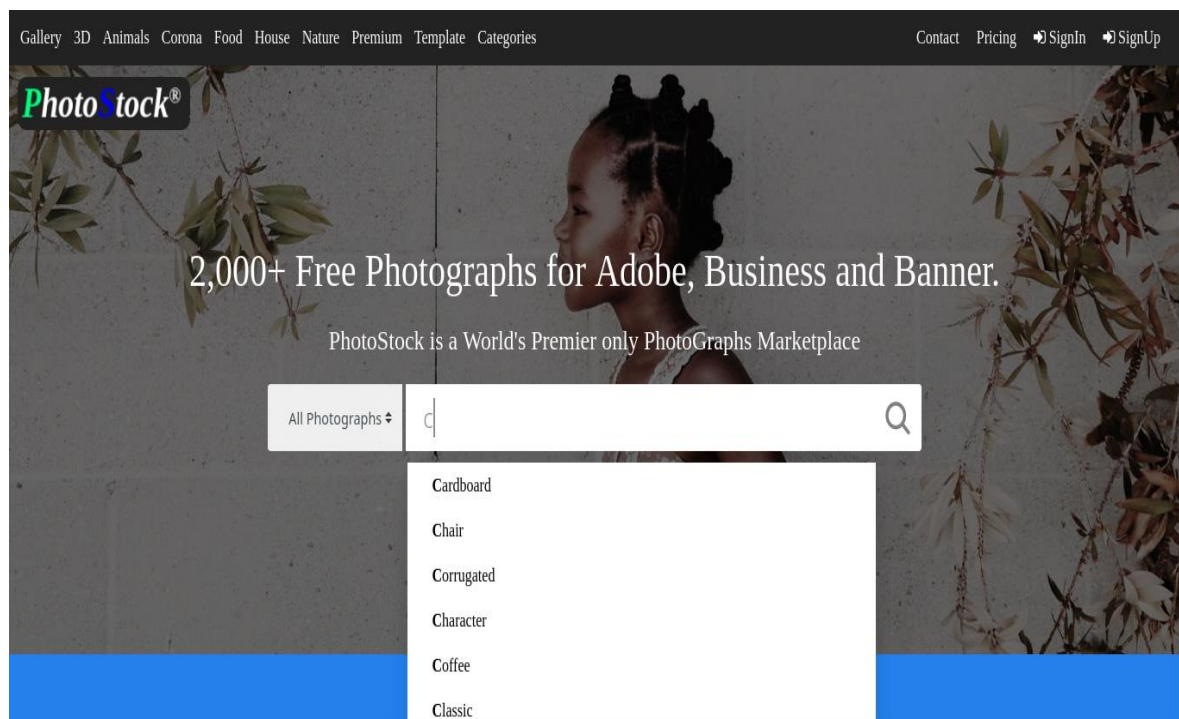 Gallery 3D Animals Corona Food House Nature Premium Template Categories Contact Pricing SignIn SignUp
PhotoStock®
2,000+ Free Photographs for Adobe, Business and Banner.
PhotoStock is a World's Premier only PhotoGraphs Marketplace
All Photographs C
Cardboard
Chair
Corrugated
Character
Coffee
Classic